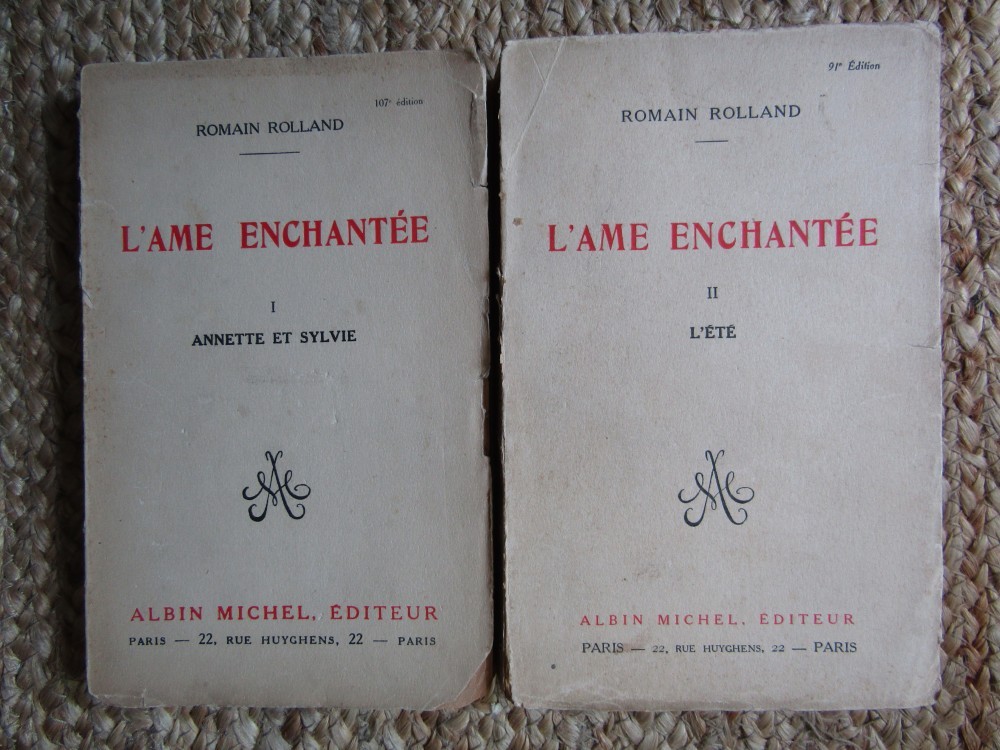 107e édition
ROMAIN ROLLAND
L'AME ENCHANTÉE
I
ANNETTE ET SYLVIE
ALBIN MICHEL, ÉDITEUR
PARIS — 22, RUE HUYGHENS, 22 — PARIS
91e Édition
ROMAIN ROLLAND
L'AME ENCHANTÉE
II
L'ÉTÉ
ALBIN MICHEL, ÉDITEUR
PARIS — 22, RUE HUYGHENS, 22 — PARIS